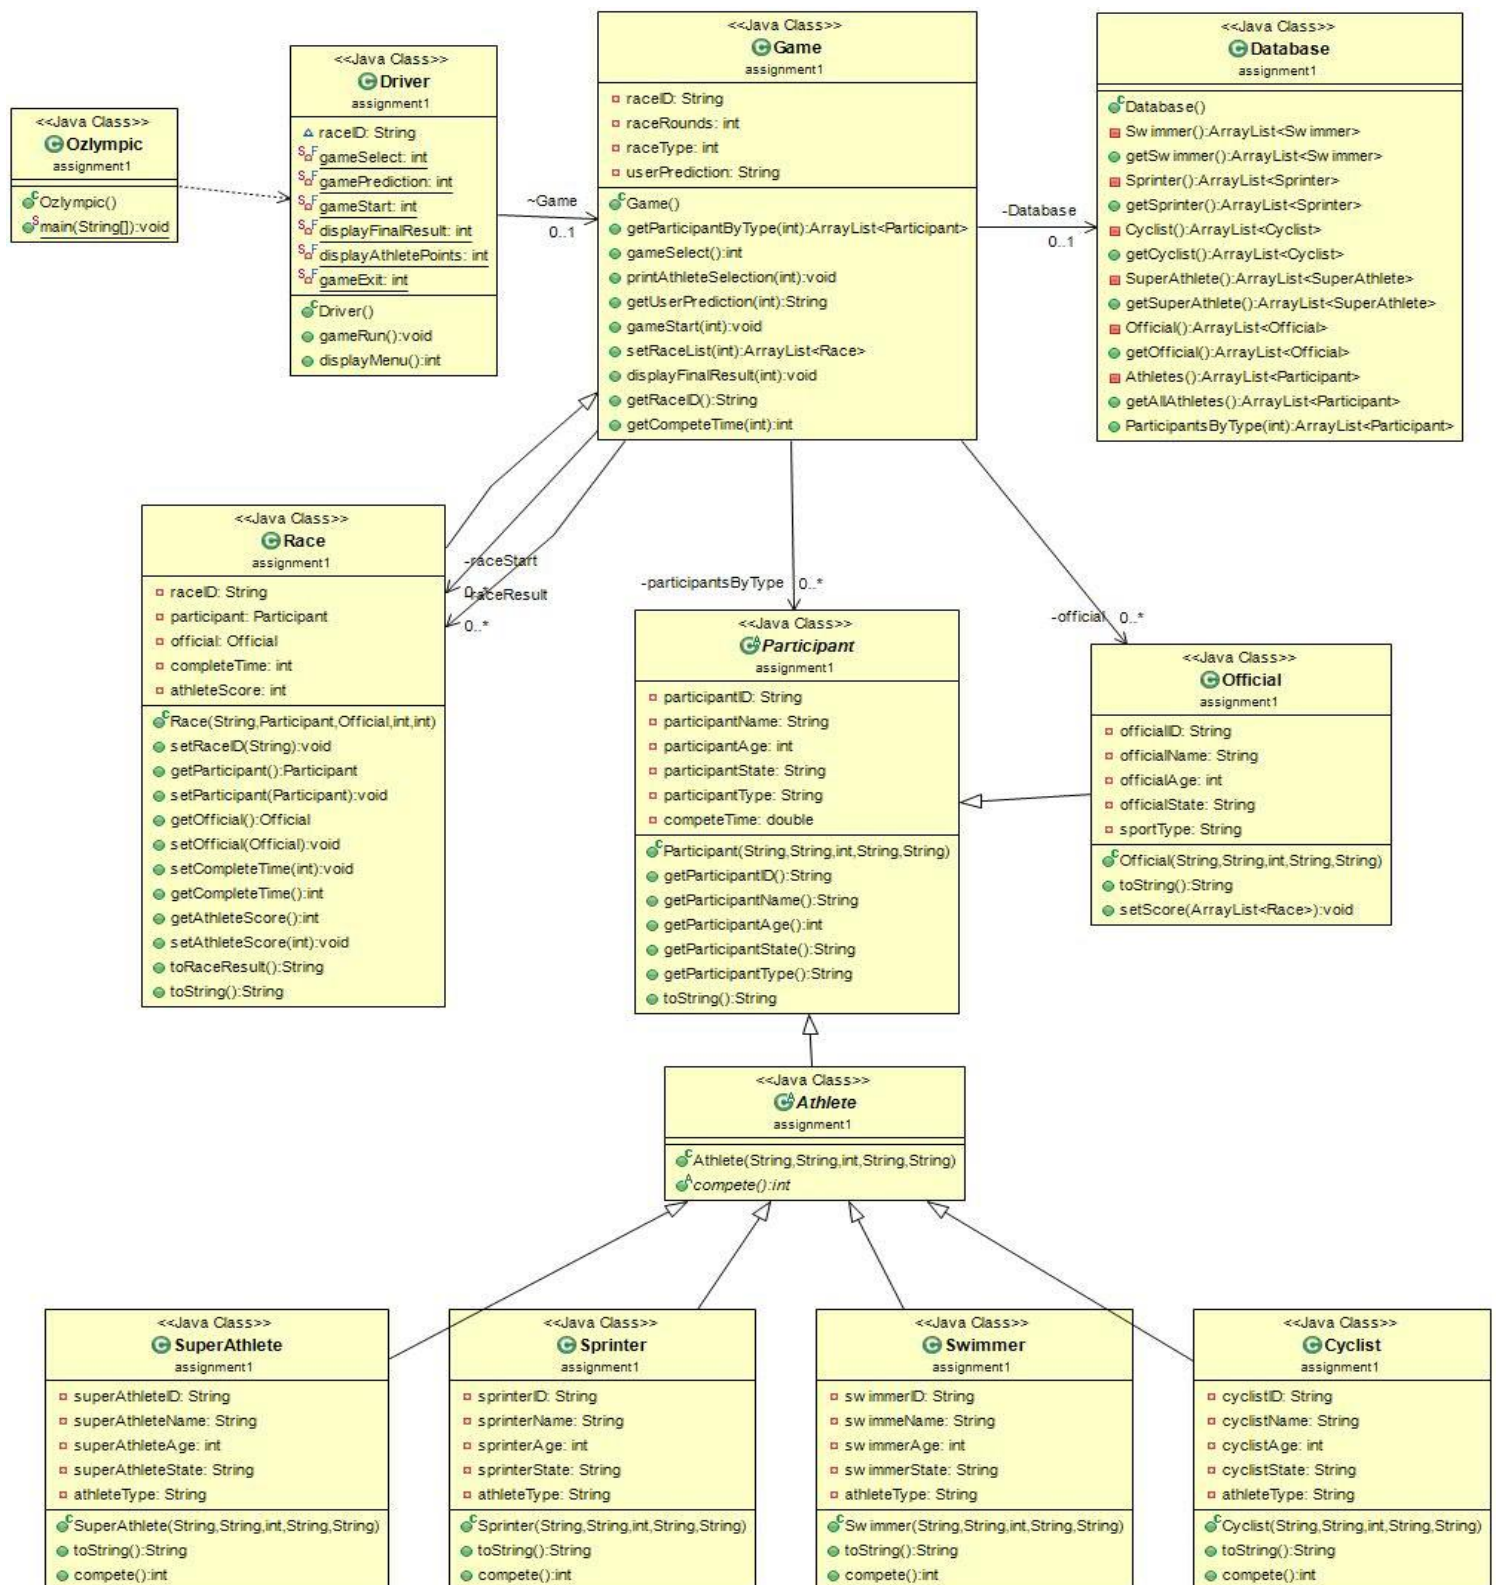 <<Java Class>>
Ozlympic
assignment1
Ozlympic()
main(String[]):void
<<Java Class>>
Driver
assignment1
raceID: String
gameSelect: int
gamePrediction: int
gameStart: int
displayFinalResult: int
displayAthletePoints: int
gameExit: int
Driver()
gameRun():void
displayMenu():int
~Game
0..1
<<Java Class>>
Game
assignment1
raceID: String
raceRounds: int
raceType: int
userPrediction: String
Game()
getParticipantByType(int):ArrayList<Participant>
gameSelect():int
printAthleteSelection(int):void
getUserPrediction(int):String
gameStart(int):void
setRaceList(int):ArrayList<Race>
displayFinalResult(int):void
getRaceID():String
getCompeteTime(int):int
-Database
0..1
<<Java Class>>
Database
assignment1
Database()
Swimmer():ArrayList<Swimmer>
getSwimmer():ArrayList<Swimmer>
Sprinter():ArrayList<Sprinter>
getSprinter():ArrayList<Sprinter>
Cyclist():ArrayList<Cyclist>
getCyclist():ArrayList<Cyclist>
SuperAthlete():ArrayList<SuperAthlete>
getSuperAthlete():ArrayList<SuperAthlete>
Official():ArrayList<Official>
getOfficial():ArrayList<Official>
Athletes():ArrayList<Participant>
getAllAthletes():ArrayList<Participant>
ParticipantsByType(int):ArrayList<Participant>
<<Java Class>>
Race
assignment1
raceID: String
participant: Participant
official: Official
completeTime: int
athleteScore: int
Race(String,Participant,Official,int,int)
setRaceID(String):void
getParticipant():Participant
setParticipant(Participant):void
getOfficial():Official
setOfficial(Official):void
setCompleteTime(int):void
getCompleteTime():int
getAthleteScore():int
setAthleteScore(int):void
toRaceResult():String
toString():String
-raceStart
0..*
-raceResult
0..*
-participantsByType
0..*
<<Java Class>>
Participant
assignment1
participantID: String
participantName: String
participantAge: int
participantState: String
participantType: String
competeTime: double
Participant(String,String,int,String,String)
getParticipantID():String
getParticipantName():String
getParticipantAge():int
getParticipantState():String
getParticipantType():String
toString():String
-official
0..*
<<Java Class>>
Official
assignment1
officialID: String
officialName: String
officialAge: int
officialState: String
sportType: String
Official(String,String,int,String,String)
toString():String
setScore(ArrayList<Race>):void
<<Java Class>>
Athlete
assignment1
Athlete(String,String,int,String,String)
compete():int
<<Java Class>>
SuperAthlete
assignment1
superAthleteID: String
superAthleteName: String
superAthleteAge: int
superAthleteState: String
athleteType: String
SuperAthlete(String,String,int,String,String)
toString():String
compete():int
<<Java Class>>
Sprinter
assignment1
sprinterID: String
sprinterName: String
sprinterAge: int
sprinterState: String
athleteType: String
Sprinter(String,String,int,String,String)
toString():String
compete():int
<<Java Class>>
Swimmer
assignment1
swimmerID: String
swimmeName: String
swimmerAge: int
swimmerState: String
athleteType: String
Swimmer(String,String,int,String,String)
toString():String
compete():int
<<Java Class>>
Cyclist
assignment1
cyclistID: String
cyclistName: String
cyclistAge: int
cyclistState: String
athleteType: String
Cyclist(String,String,int,String,String)
toString():String
compete():int